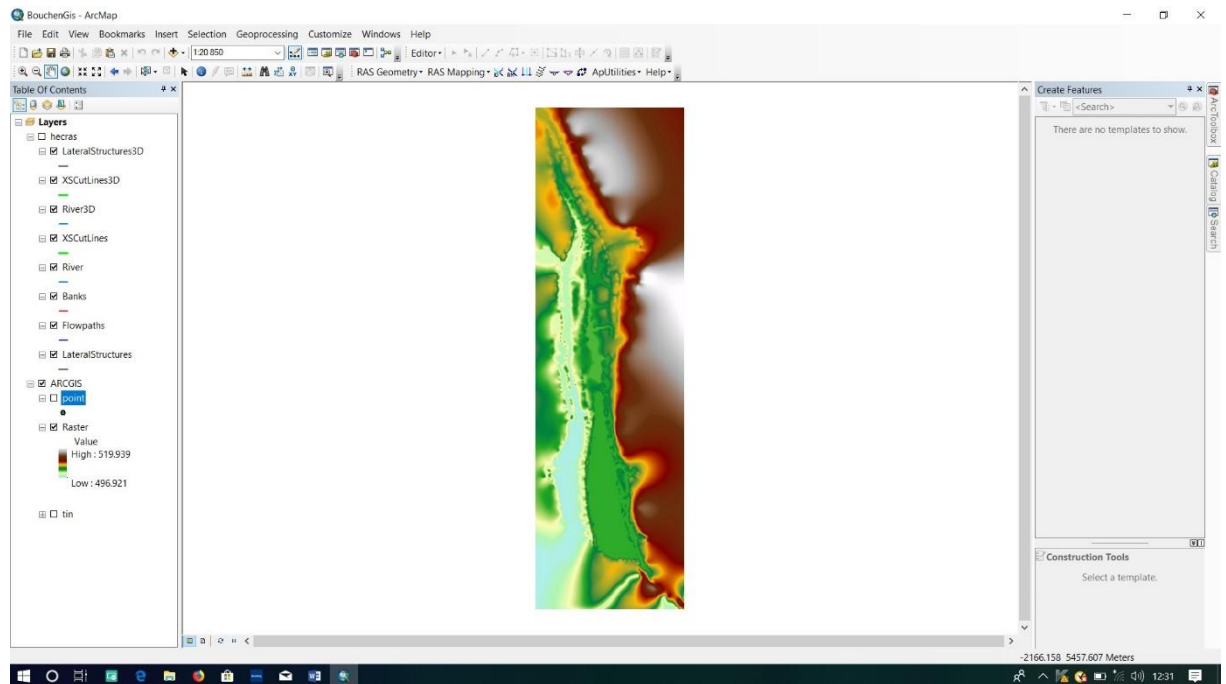 BouchenGis - ArcMap
File Edit View Bookmarks Insert Selection Geoprocessing Customize Windows Help
1:20 850
Editor
RAS Geometry RAS Mapping ApUtilities Help
Table Of Contents
Layers
hecras
LateralStructures3D
XSCutLines3D
River3D
XSCutLines
River
Banks
Flowpaths
LateralStructures
ARCGIS
point
Raster
Value
High : 519.939
Low : 496.921
tin
Create Features
<Search>
There are no templates to show.
ArcToolbox
Catalog
Search
Construction Tools
Select a template.
-2166.158 5457.607 Meters
12:31